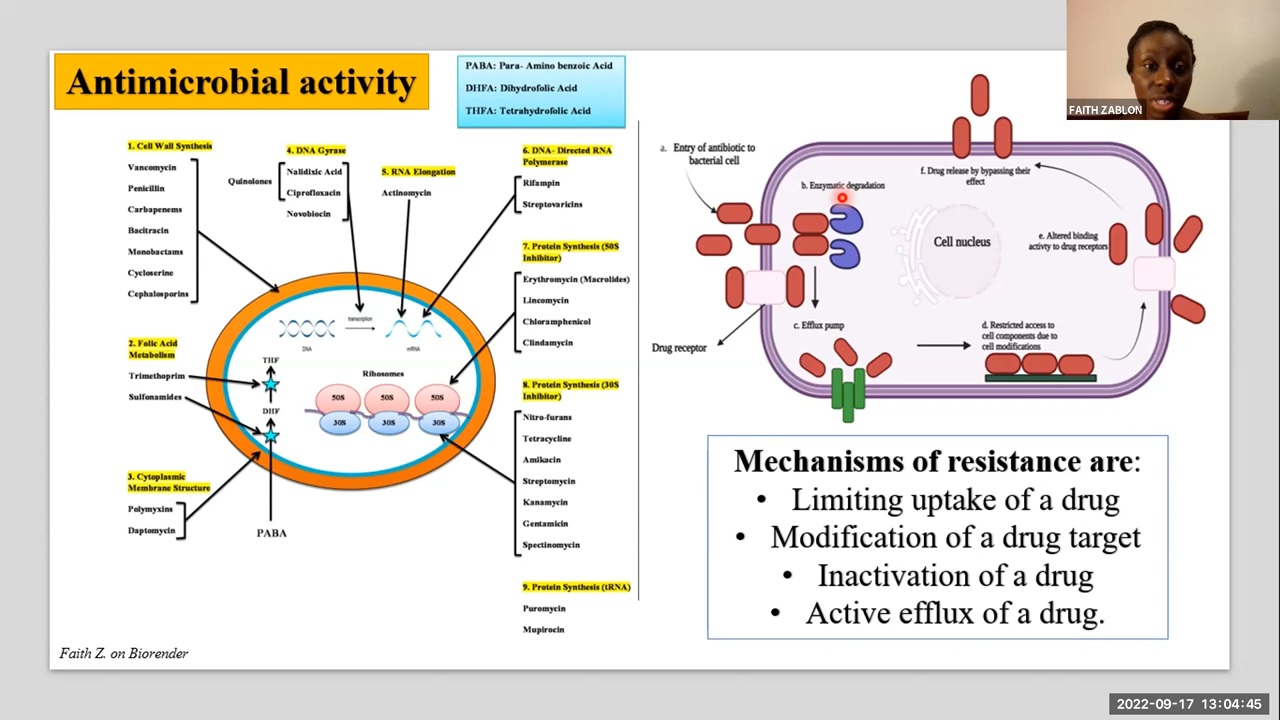 Antimicrobial activity
PABA: Para- Amino benzoic Acid
DHFA: Dihydrofolic Acid
THFA: Tetrahydrofolic Acid
FAITH ZABLON
1. Cell Wall Synthesis
Vancomycin
Penicillin
Carbapenems
Bacitracin
Monobactams
Cycloserine
Cephalosporins
2. Folic Acid
Metabolism
Trimethoprim
Sulfonamides
3. Cytoplasmic
Membrane Structure
Polymyxins
Daptomycin
4. DNA Gyrase
Quinolones
Nalidixic Acid
Ciprofloxacin
Novobiocin
5. RNA Elongation
Actinomycin
transcription
DNA
mRNA
THF
DHF
PABA
Ribosomes
50S
50S
50S
30S
30S
30S
6. DNA- Directed RNA
Polymerase
Rifampin
Streptovaricins
7. Protein Synthesis (50S
Inhibitor)
Erythromycin (Macrolides)
Lincomycin
Chloramphenicol
Clindamycin
8. Protein Synthesis (30S
Inhibitor)
Nitro-furans
Tetracycline
Amikacin
Streptomycin
Kanamycin
Gentamicin
Spectinomycin
9. Protein Synthesis (tRNA)
Puromycin
Mupirocin
a. Entry of antibiotic to
bacterial cell
b. Enzymatic degradation
f. Drug release by bypassing their
effect
Cell nucleus
e. Altered binding
activty to drug receptors
c. Efflux pump
d. Restricted access to
cell components due to
cell modifications
Drug receptor
Mechanisms of resistance are:
• Limiting uptake of a drug
• Modification of a drug target
• Inactivation of a drug
• Active efflux of a drug.
Faith Z. on Biorender
2022-09-17 13:04:45